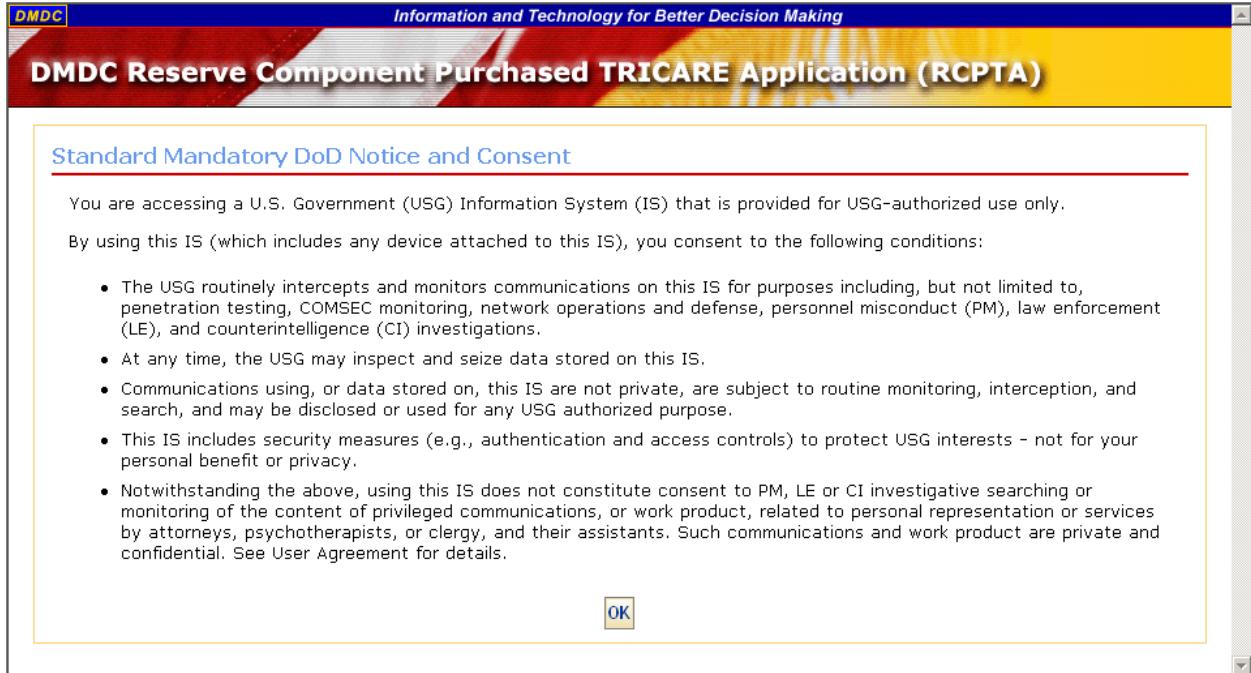 DMDC
Information and Technology for Better Decision Making
DMDC Reserve Component Purchased TRICARE Application (RCPTA)
Standard Mandatory DoD Notice and Consent
You are accessing a U.S. Government (USG) Information System (IS) that is provided for USG-authorized use only.
By using this IS (which includes any device attached to this IS), you consent to the following conditions:
• The USG routinely intercepts and monitors communications on this IS for purposes including, but not limited to,
penetration testing, COMSEC monitoring, network operations and defense, personnel misconduct (PM), law enforcement
(LE), and counterintelligence (CI) investigations.
• At any time, the USG may inspect and seize data stored on this IS.
• Communications using, or data stored on, this IS are not private, are subject to routine monitoring, interception, and
search, and may be disclosed or used for any USG authorized purpose.
• This IS includes security measures (e.g., authentication and access controls) to protect USG interests - not for your
personal benefit or privacy.
• Notwithstanding the above, using this IS does not constitute consent to PM, LE or CI investigative searching or
monitoring of the content of privileged communications, or work product, related to personal representation or services
by attorneys, psychotherapists, or clergy, and their assistants. Such communications and work product are private and
confidential. See User Agreement for details.
OK